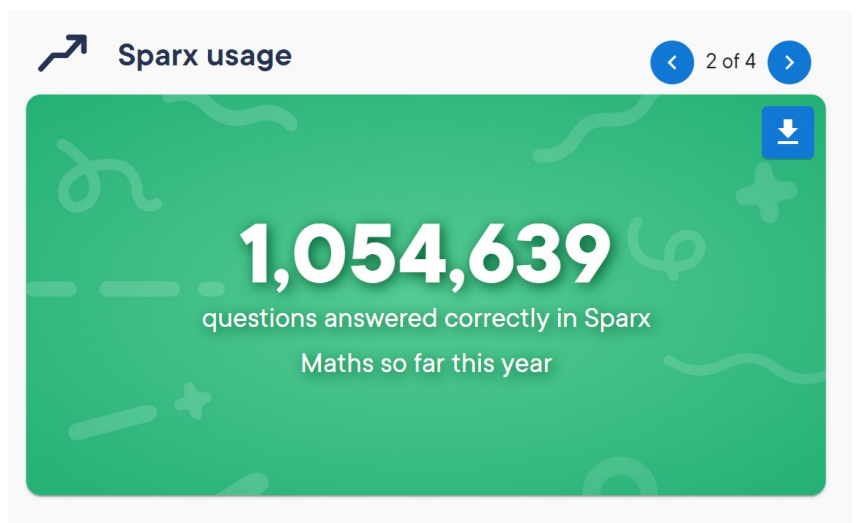 Sparx usage
2 of 4
1,054,639
questions answered correctly in Sparx
Maths so far this year